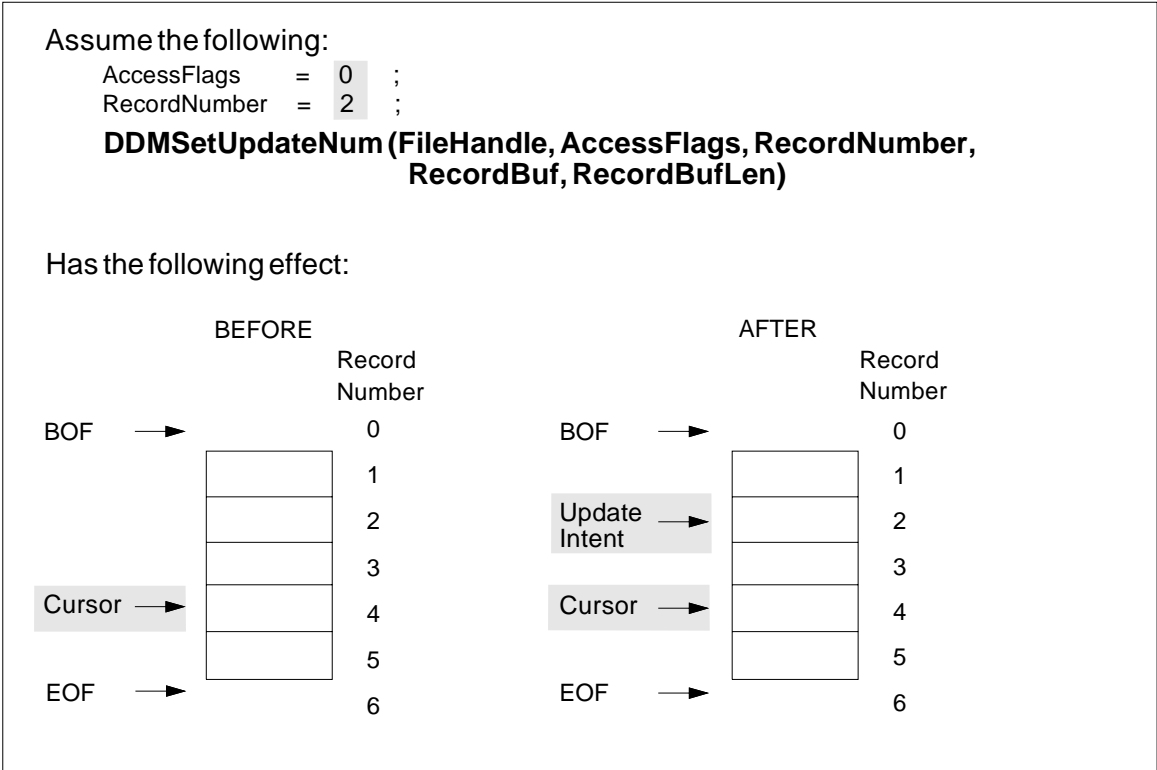 Assume the following:
AccessFlags = 0 ;
RecordNumber = 2 ;
DDMSetUpdateNum (FileHandle, AccessFlags, RecordNumber,
RecordBuf, RecordBufLen)
Has the following effect:
BEFORE
Record
Number
BOF 0
1
2
3
Cursor 4
5
EOF
6
AFTER
Record
Number
BOF 0
1
Update
Intent
2
3
Cursor 4
5
EOF
6